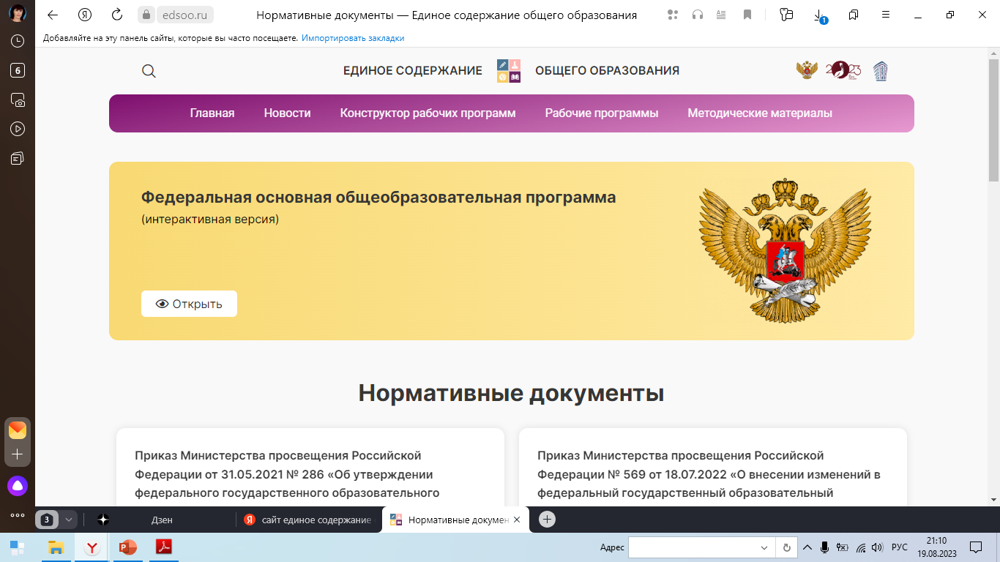 edsoo.ru
Нормативные документы — Единое содержание общего образования
1
Добавляйте на эту панель сайты, которые вы часто посещаете. Импортировать закладки
6
ЕДИНОЕ СОДЕРЖАНИЕ ОБЩЕГО ОБРАЗОВАНИЯ
Главная Новости Конструктор рабочих программ Рабочие программы Методические материалы
Федеральная основная общеобразовательная программа
(интерактивная версия)
Открыть
Нормативные документы
Приказ Министерства просвещения Российской
Федерации от 31.05.2021 № 286 «Об утверждении
федерального государственного образовательного
Приказ Министерства просвещения Российской
Федерации № 569 от 18.07.2022 «О внесении изменений в
федеральный государственный образовательный
3 Дзен сайт единое содержание Нормативные докумен
Адрес РУС 21:10
19.08.2023